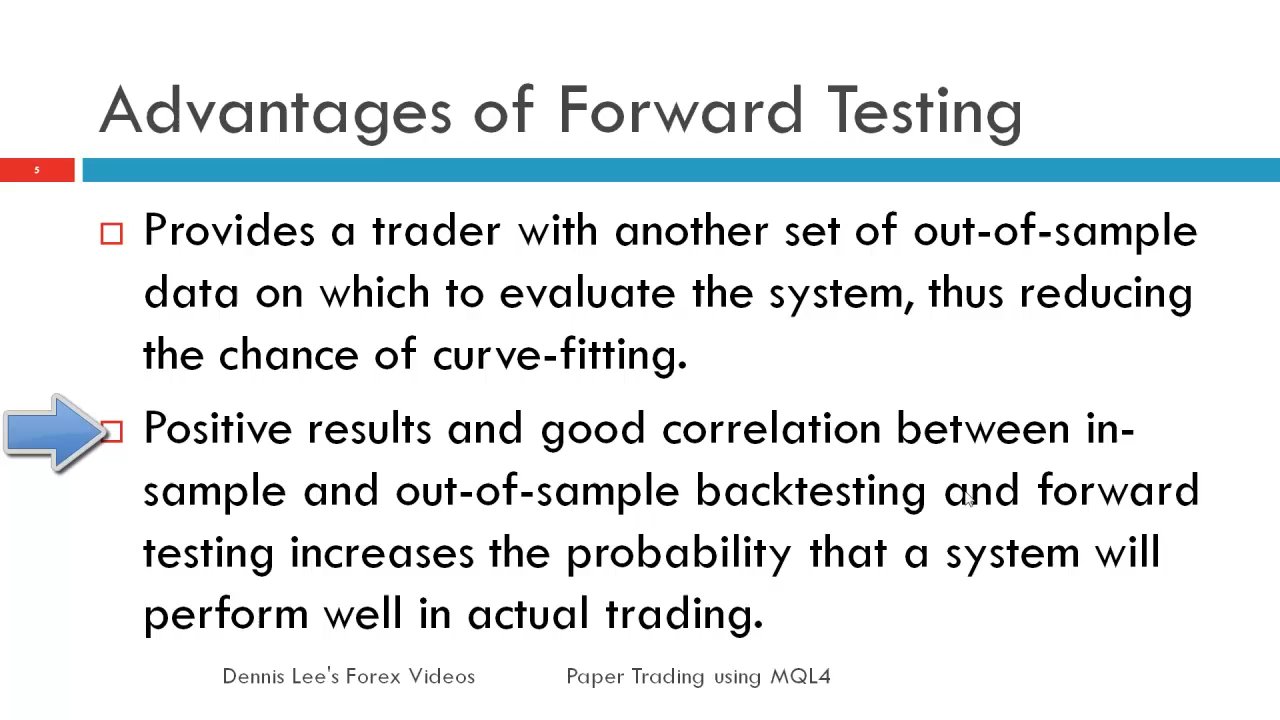 Advantages of Forward Testing
5
Provides a trader with another set of out-of-sample
data on which to evaluate the system, thus reducing
the chance of curve-fitting.
Positive results and good correlation between in-
sample and out-of-sample backtesting and forward
testing increases the probability that a system will
perform well in actual trading.
Dennis Lee's Forex Videos Paper Trading using MQL4